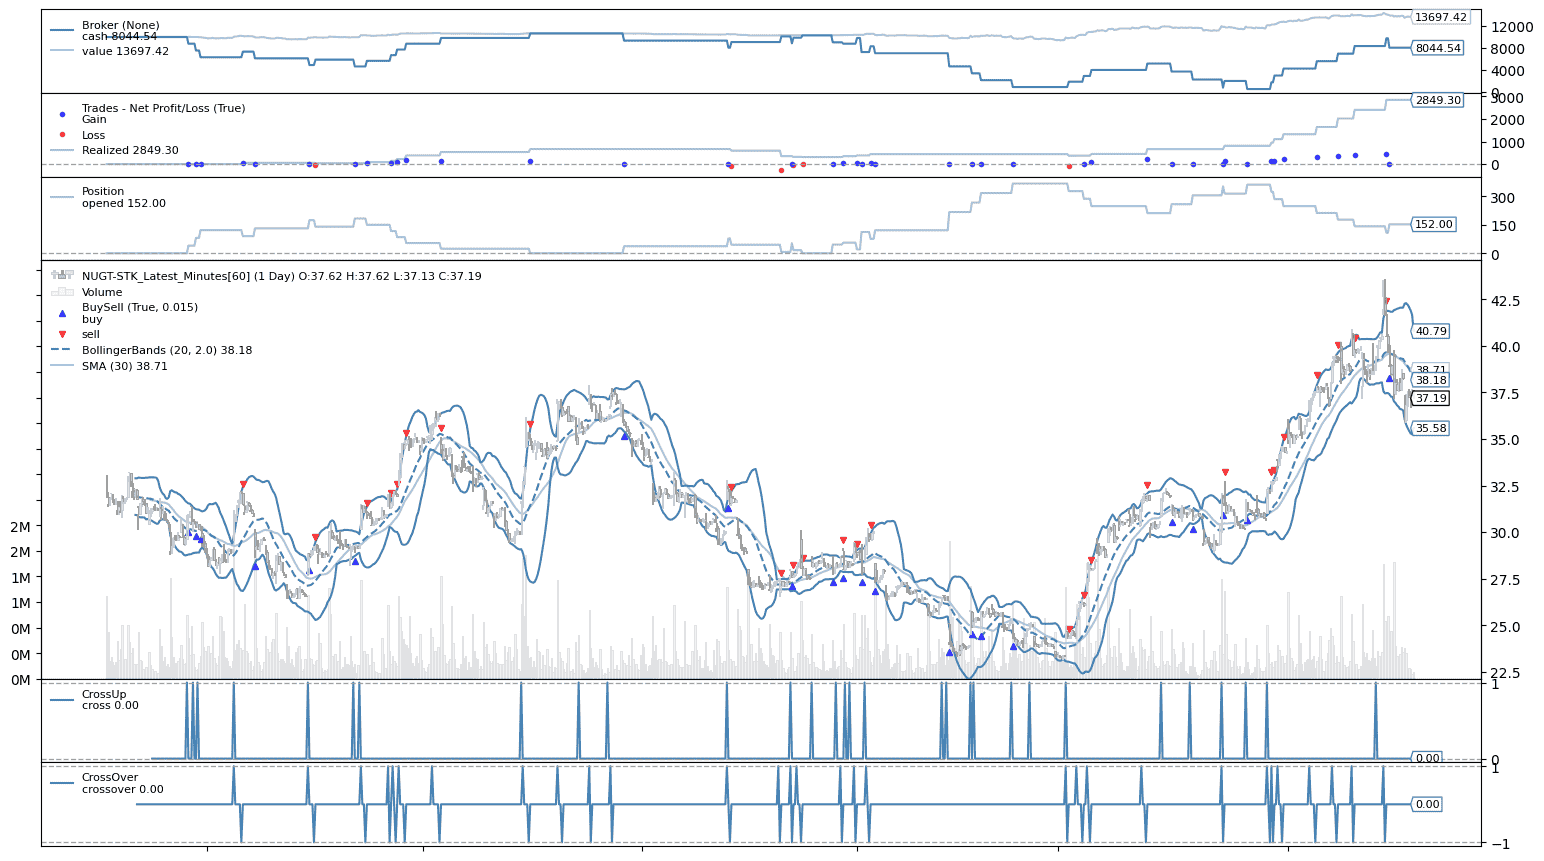 Broker (None)
cash 8044.54
value 13697.42
13697.42
12000
8044.54
8000
4000
0
Trades - Net Profit/Loss (True)
Gain
Loss
Realized 2849.30
2849.30
3000
2000
1000
0
Position
opened 152.00
300
150
152.00
0
NUGT-STK_Latest_Minutes[60] (1 Day) O:37.62 H:37.62 L:37.13 C:37.19
Volume
BuySell (True, 0.015)
buy
sell
BollingerBands (20, 2.0) 38.18
SMA (30) 38.71
42.5
40.79
40.0
38.71
38.18
37.5
37.19
35.58
35.0
32.5
30.0
27.5
25.0
22.5
2M
2M
1M
1M
0M
0M
0M
CrossUp
cross 0.00
1
0.00
0
CrossOver
crossover 0.00
1
0.00
−1